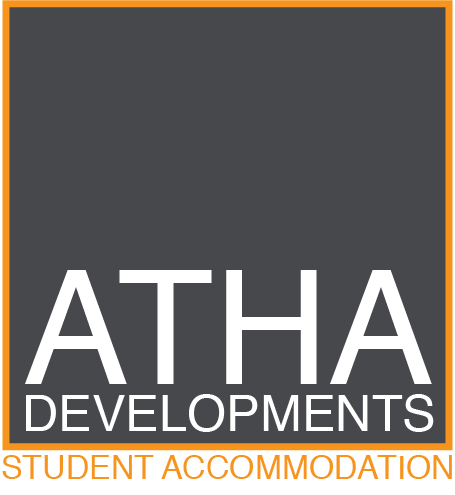 ATHA
DEVELOPMENTS
STUDENT ACCOMMODATION